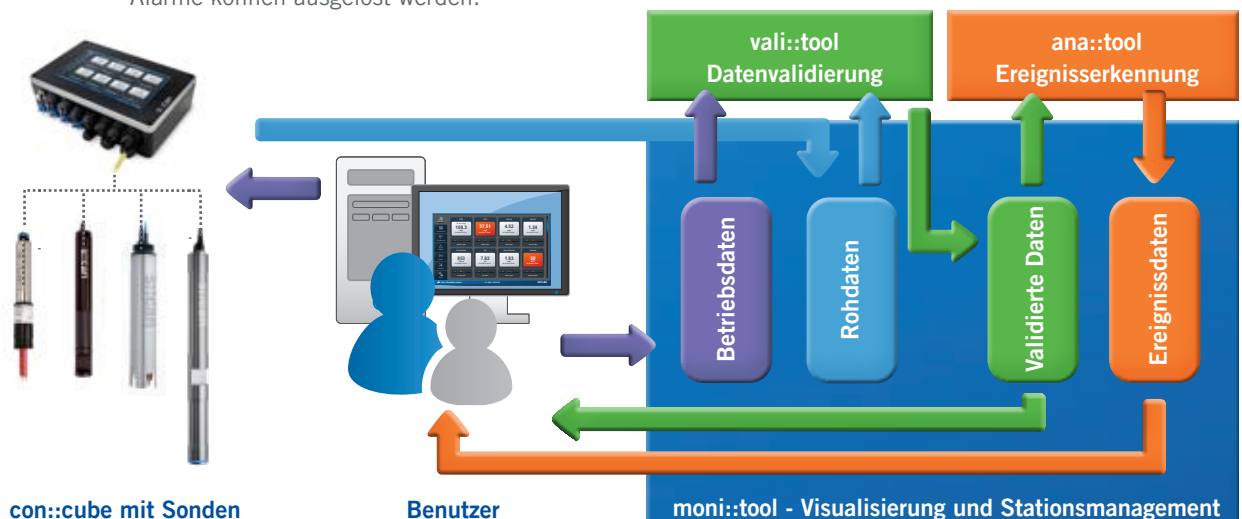 Alarme können ausgelöst werden.
vali::tool
Datenvalidierung
ana::tool
Ereigniserkennung
Betriebsdaten
Rohdaten
Validierte Daten
Ereignissdaten
con::cube mit Sonden
Benutzer
moni::tool - Visualisierung und Stationsmanagement